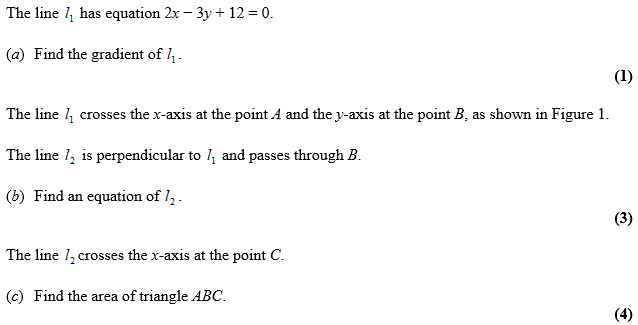 The line l₁ has equation 2x − 3y + 12 = 0.
(a) Find the gradient of l₁.
(1)
The line l₁ crosses the x-axis at the point A and the y-axis at the point B, as shown in Figure 1.
The line l₂ is perpendicular to l₁ and passes through B.
(b) Find an equation of l₂.
(3)
The line l₂ crosses the x-axis at the point C.
(c) Find the area of triangle ABC.
(4)